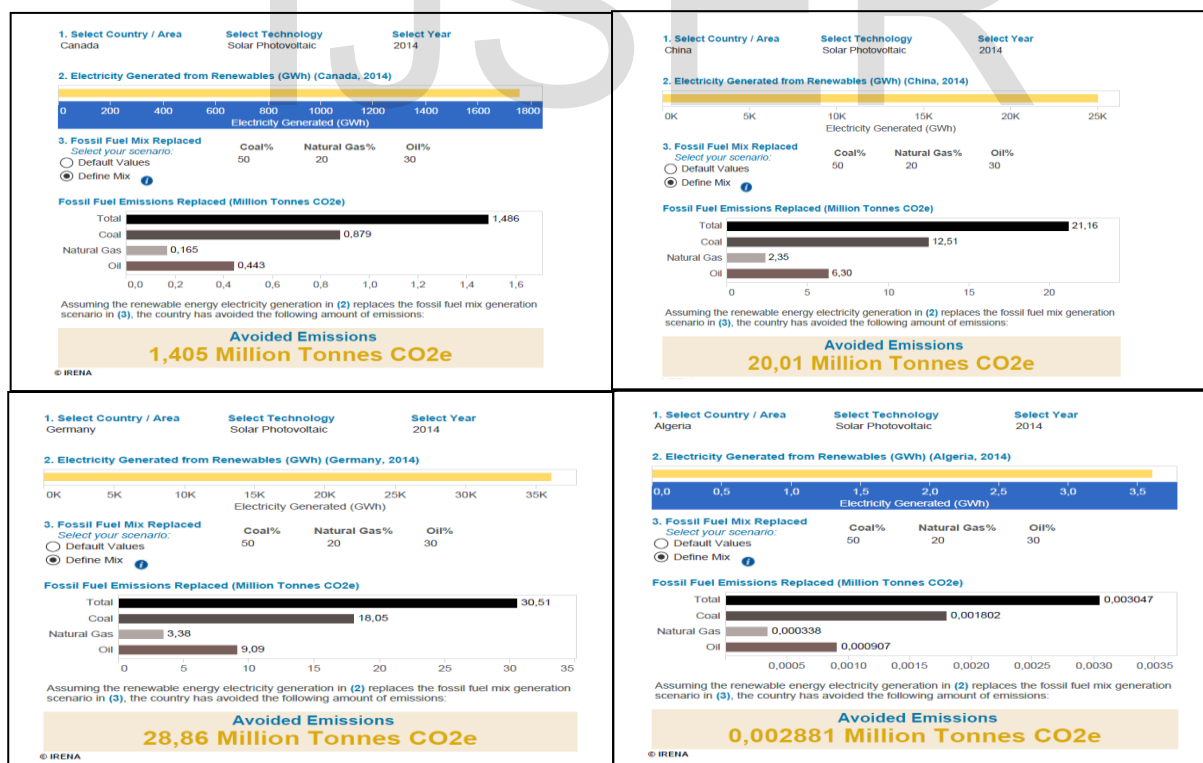 IJSER
1. Select Country / Area Select Technology Select Year
Canada Solar Photovoltaic 2014
2. Electricity Generated from Renewables (GWh) (Canada, 2014)
0 200 400 600 800 1000 1200 1400 1600 1800
Electricity Generated (GWh)
3. Fossil Fuel Mix Replaced Coal% Natural Gas% Oil%
Select your scenario: 50 20 30
Default Values
Define Mix i
Fossil Fuel Emissions Replaced (Million Tonnes CO2e)
Total 1,486
Coal 0,879
Natural Gas 0,165
Oil 0,443
0,0 0,2 0,4 0,6 0,8 1,0 1,2 1,4 1,6
Assuming the renewable energy electricity generation in (2) replaces the fossil fuel mix generation
scenario in (3), the country has avoided the following amount of emissions:
Avoided Emissions
1,405 Million Tonnes CO2e
© IRENA
1. Select Country / Area Select Technology Select Year
China Solar Photovoltaic 2014
2. Electricity Generated from Renewables (GWh) (China, 2014)
0K 5K 10K 15K 20K 25K
Electricity Generated (GWh)
3. Fossil Fuel Mix Replaced Coal% Natural Gas% Oil%
Select your scenario: 50 20 30
Default Values
Define Mix i
Fossil Fuel Emissions Replaced (Million Tonnes CO2e)
Total 21,16
Coal 12,51
Natural Gas 2,35
Oil 6,30
0 5 10 15 20
Assuming the renewable energy electricity generation in (2) replaces the fossil fuel mix generation
scenario in (3), the country has avoided the following amount of emissions:
Avoided Emissions
20,01 Million Tonnes CO2e
© IRENA
1. Select Country / Area Select Technology Select Year
Germany Solar Photovoltaic 2014
2. Electricity Generated from Renewables (GWh) (Germany, 2014)
0K 5K 10K 15K 20K 25K 30K 35K
Electricity Generated (GWh)
3. Fossil Fuel Mix Replaced Coal% Natural Gas% Oil%
Select your scenario: 50 20 30
Default Values
Define Mix i
Fossil Fuel Emissions Replaced (Million Tonnes CO2e)
Total 30,51
Coal 18,05
Natural Gas 3,38
Oil 9,09
0 5 10 15 20 25 30 35
Assuming the renewable energy electricity generation in (2) replaces the fossil fuel mix generation
scenario in (3), the country has avoided the following amount of emissions:
Avoided Emissions
28,86 Million Tonnes CO2e
© IRENA
1. Select Country / Area Select Technology Select Year
Algeria Solar Photovoltaic 2014
2. Electricity Generated from Renewables (GWh) (Algeria, 2014)
0,0 0,5 1,0 1,5 2,0 2,5 3,0 3,5
Electricity Generated (GWh)
3. Fossil Fuel Mix Replaced Coal% Natural Gas% Oil%
Select your scenario: 50 20 30
Default Values
Define Mix i
Fossil Fuel Emissions Replaced (Million Tonnes CO2e)
Total 0,003047
Coal 0,001802
Natural Gas 0,000338
Oil 0,000907
0,0005 0,0010 0,0015 0,0020 0,0025 0,0030 0,0035
Assuming the renewable energy electricity generation in (2) replaces the fossil fuel mix generation
scenario in (3), the country has avoided the following amount of emissions:
Avoided Emissions
0,002881 Million Tonnes CO2e
© IRENA